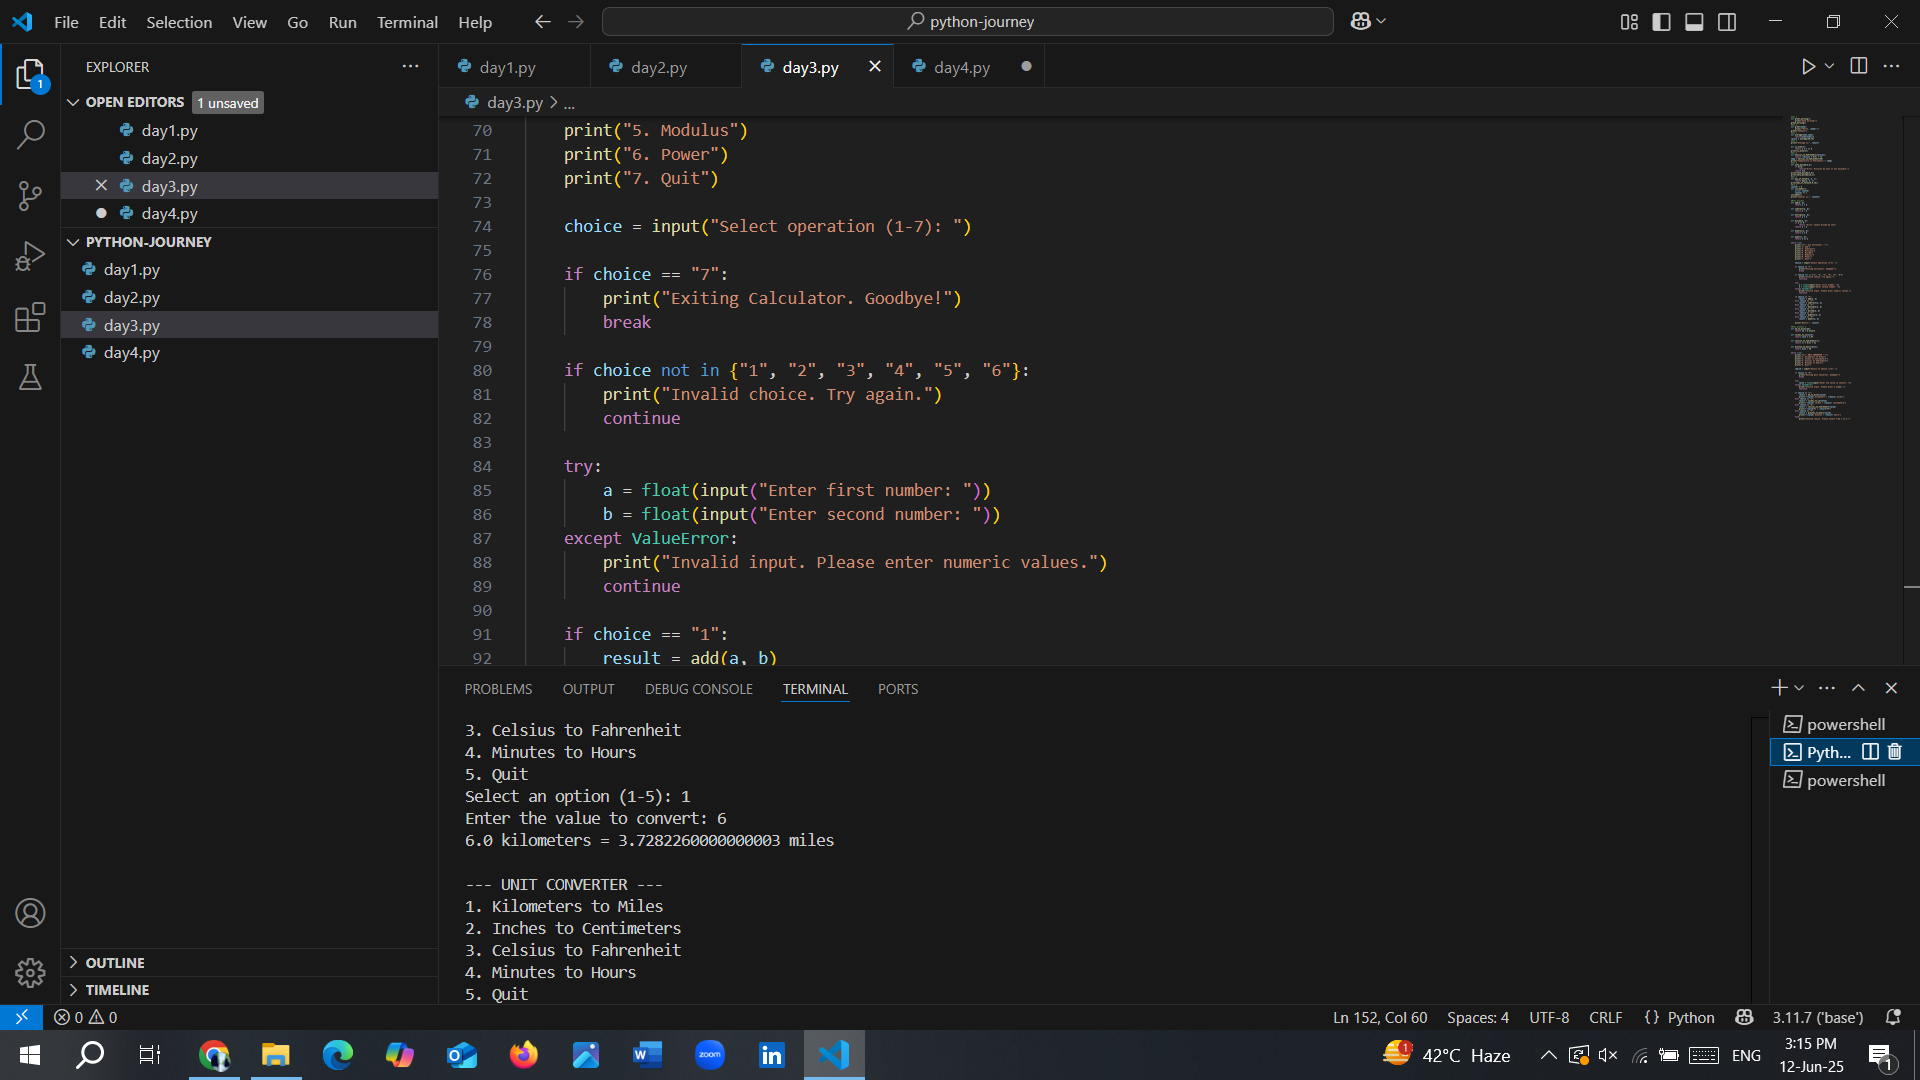 File Edit Selection View Go Run Terminal Help
python-journey
EXPLORER
1
OPEN EDITORS 1 unsaved
day1.py
day2.py
day3.py
day4.py
PYTHON-JOURNEY
day1.py
day2.py
day3.py
day4.py
OUTLINE
TIMELINE
day1.py day2.py day3.py day4.py
day3.py > ...
70 print("5. Modulus")
71 print("6. Power")
72 print("7. Quit")
73
74 choice = input("Select operation (1-7): ")
75
76 if choice == "7":
77 print("Exiting Calculator. Goodbye!")
78 break
79
80 if choice not in {"1", "2", "3", "4", "5", "6"}:
81 print("Invalid choice. Try again.")
82 continue
83
84 try:
85 a = float(input("Enter first number: "))
86 b = float(input("Enter second number: "))
87 except ValueError:
88 print("Invalid input. Please enter numeric values.")
89 continue
90
91 if choice == "1":
92 result = add(a, b)
PROBLEMS OUTPUT DEBUG CONSOLE TERMINAL PORTS
3. Celsius to Fahrenheit
4. Minutes to Hours
5. Quit
Select an option (1-5): 1
Enter the value to convert: 6
6.0 kilometers = 3.7282260000000003 miles
--- UNIT CONVERTER ---
1. Kilometers to Miles
2. Inches to Centimeters
3. Celsius to Fahrenheit
4. Minutes to Hours
5. Quit
powershell
Pyth...
powershell
0 0
Ln 152, Col 60 Spaces: 4 UTF-8 CRLF {} Python 3.11.7 ('base')
zoom
1
42°C Haze
ENG
3:15 PM
12-Jun-25
1